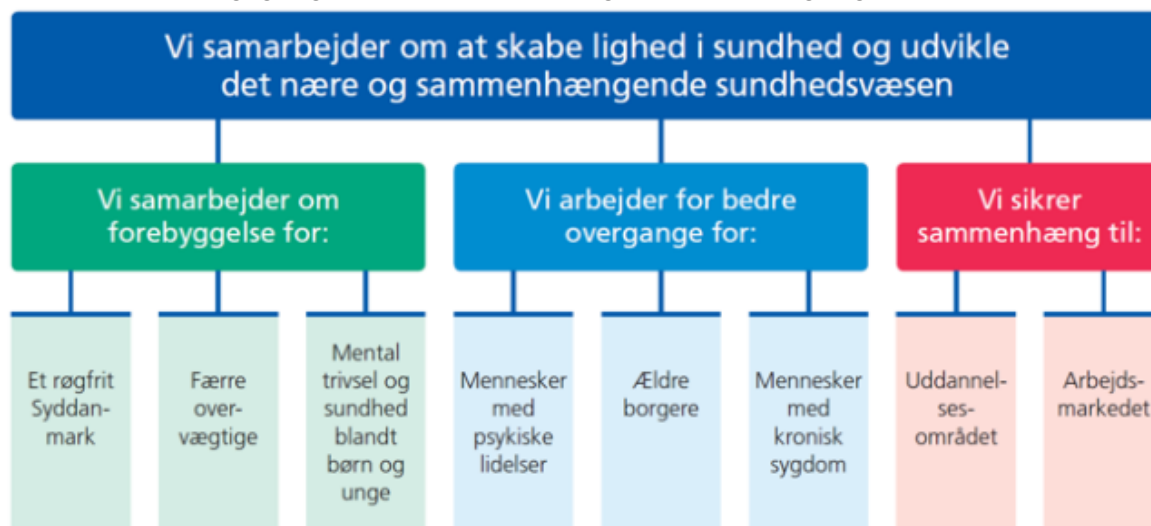 Vi samarbejder om at skabe lighed i sundhed og udvikle
det nære og sammenhængende sundhedsvæsen
Vi samarbejder om
forebyggelse for:
Vi arbejder for bedre
overgange for:
Vi sikrer
sammenhæng til:
Et røgfrit
Syddan-
mark
Færre
over-
vægtige
Mental
trivsel og
sundhed
blandt
børn og
unge
Mennesker
med
psykiske
lidelser
Ældre
borgere
Mennesker
med
kronisk
sygdom
Uddannel-
ses-
området
Arbejds-
markedet